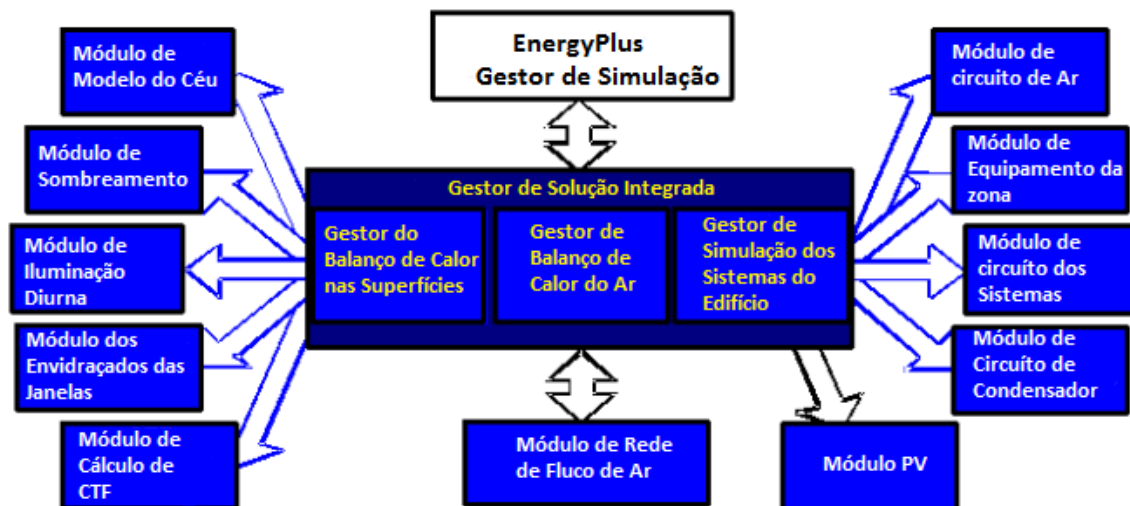 EnergyPlus
Gestor de Simulação
Módulo de
Modelo do Céu
Módulo de
Sombreamento
Módulo de
Iluminação
Diurna
Módulo dos
Envidraçados das
Janelas
Módulo de
Cálculo de
CTF
Gestor de Solução Integrada
Gestor do
Balanço de Calor
nas Superfícies
Gestor de
Balanço de
Calor do Ar
Gestor de
Simulação dos
Sistemas do
Edifício
Módulo de
circuito de Ar
Módulo de
Equipamento da
zona
Módulo de
circuíto dos
Sistemas
Módulo de
Circuíto de
Condensador
Módulo de Rede
de Fluco de Ar
Módulo PV